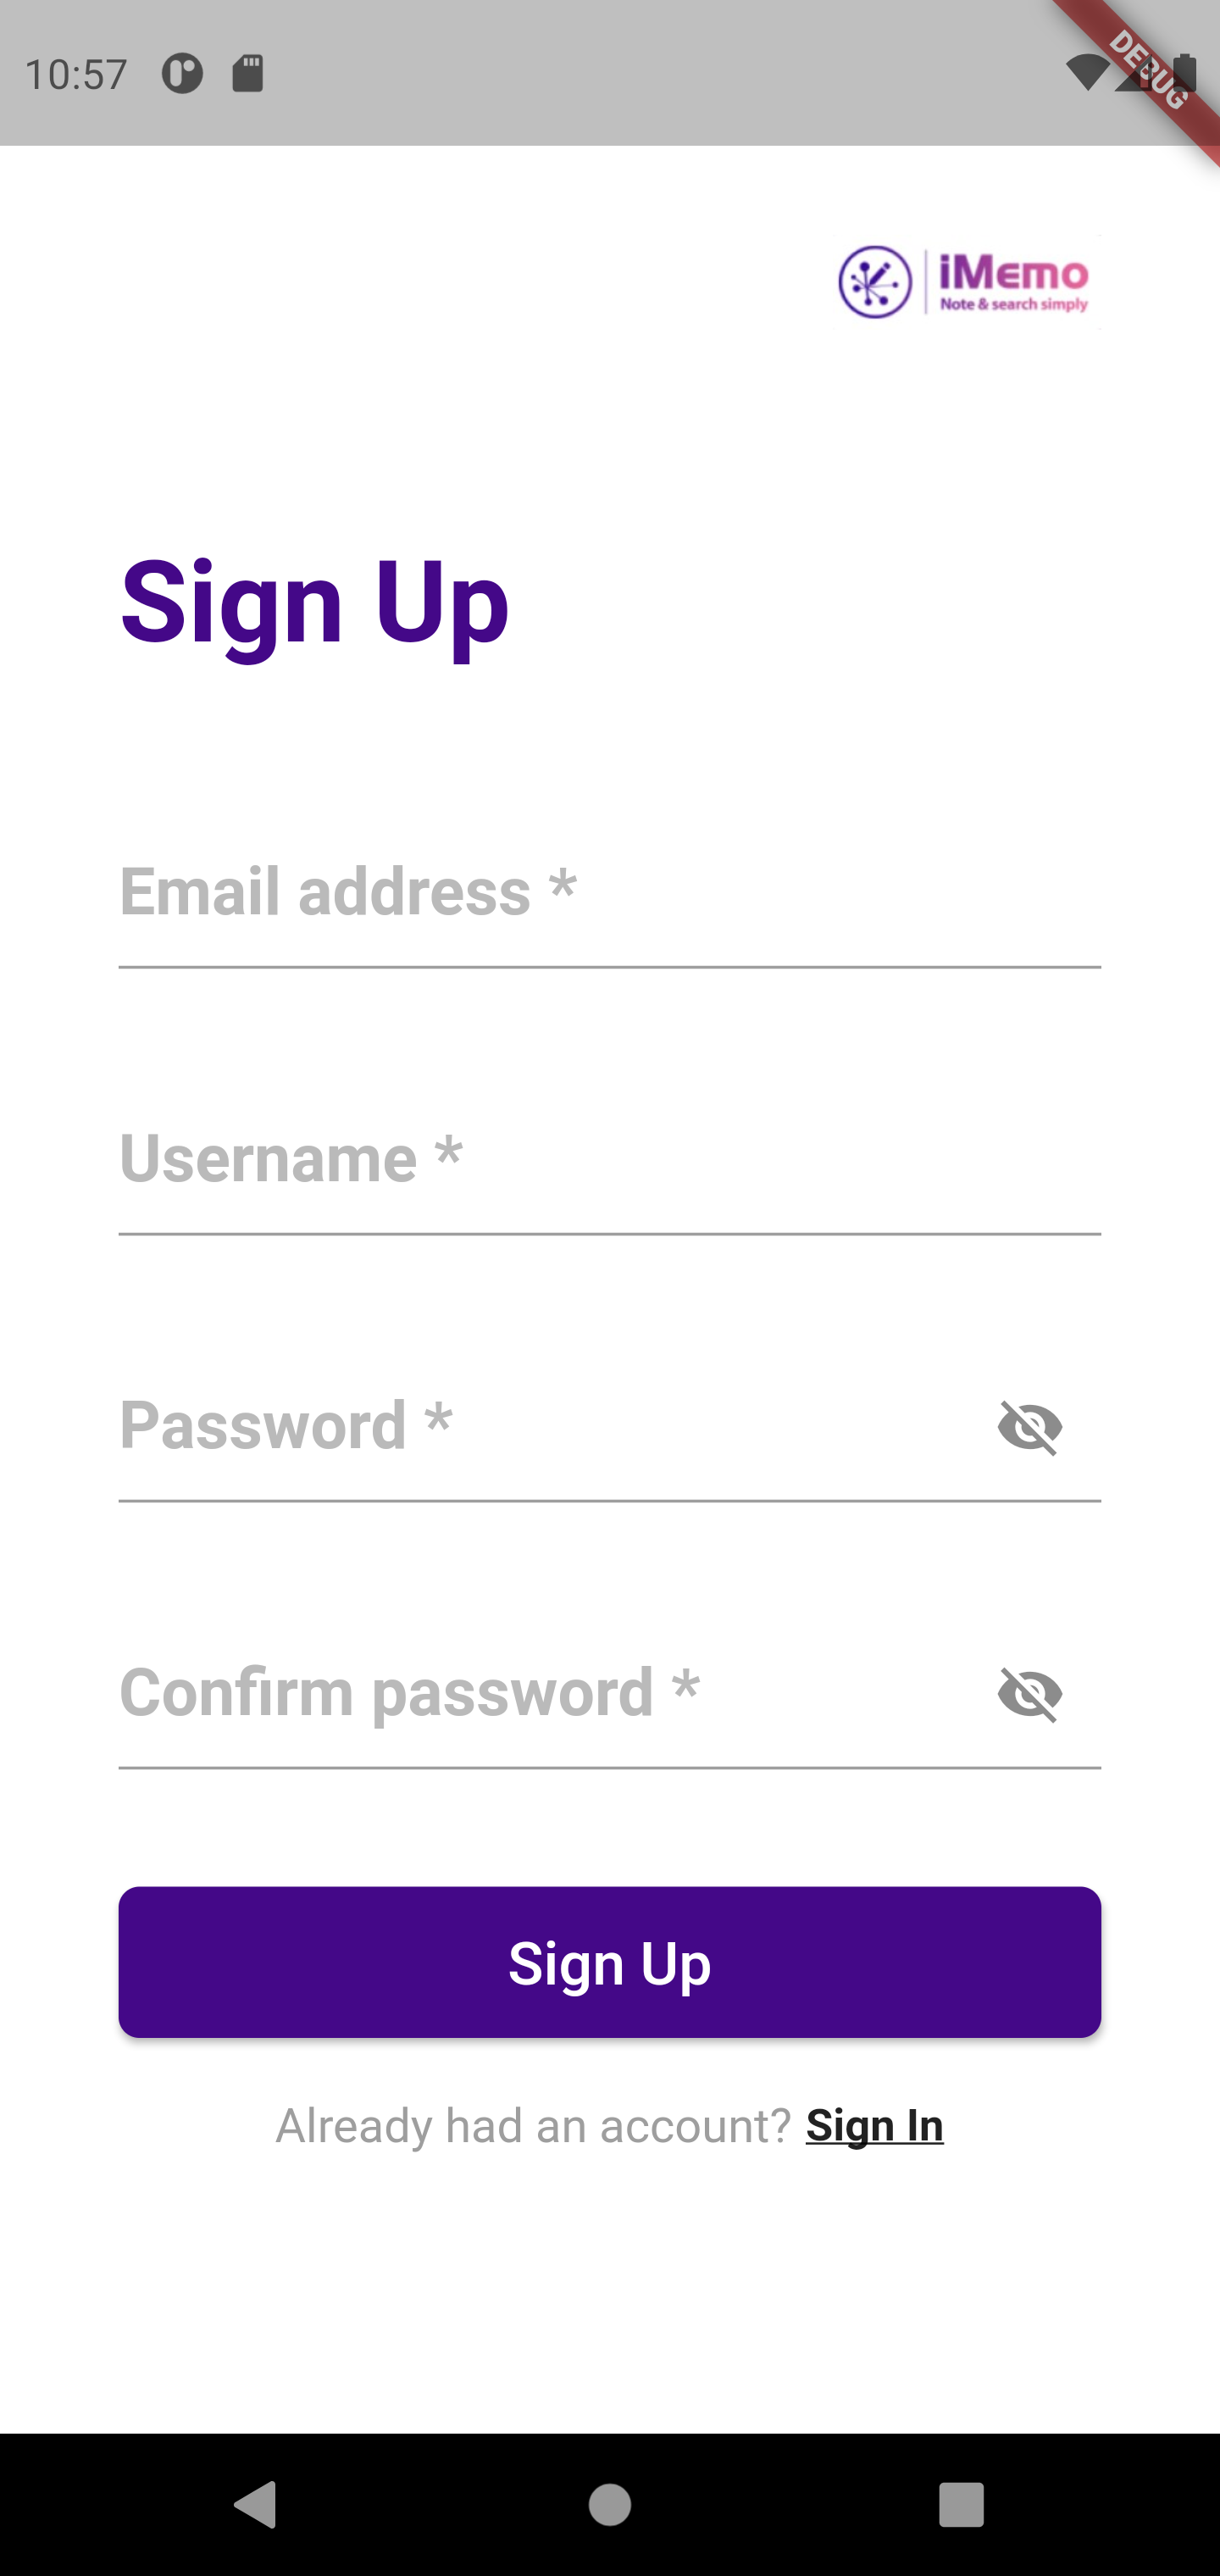 10:57
DEBUG
iMemo
Note & search simply
Sign Up
Email address *
Username *
Password *
Confirm password *
Sign Up
Already had an account? Sign In